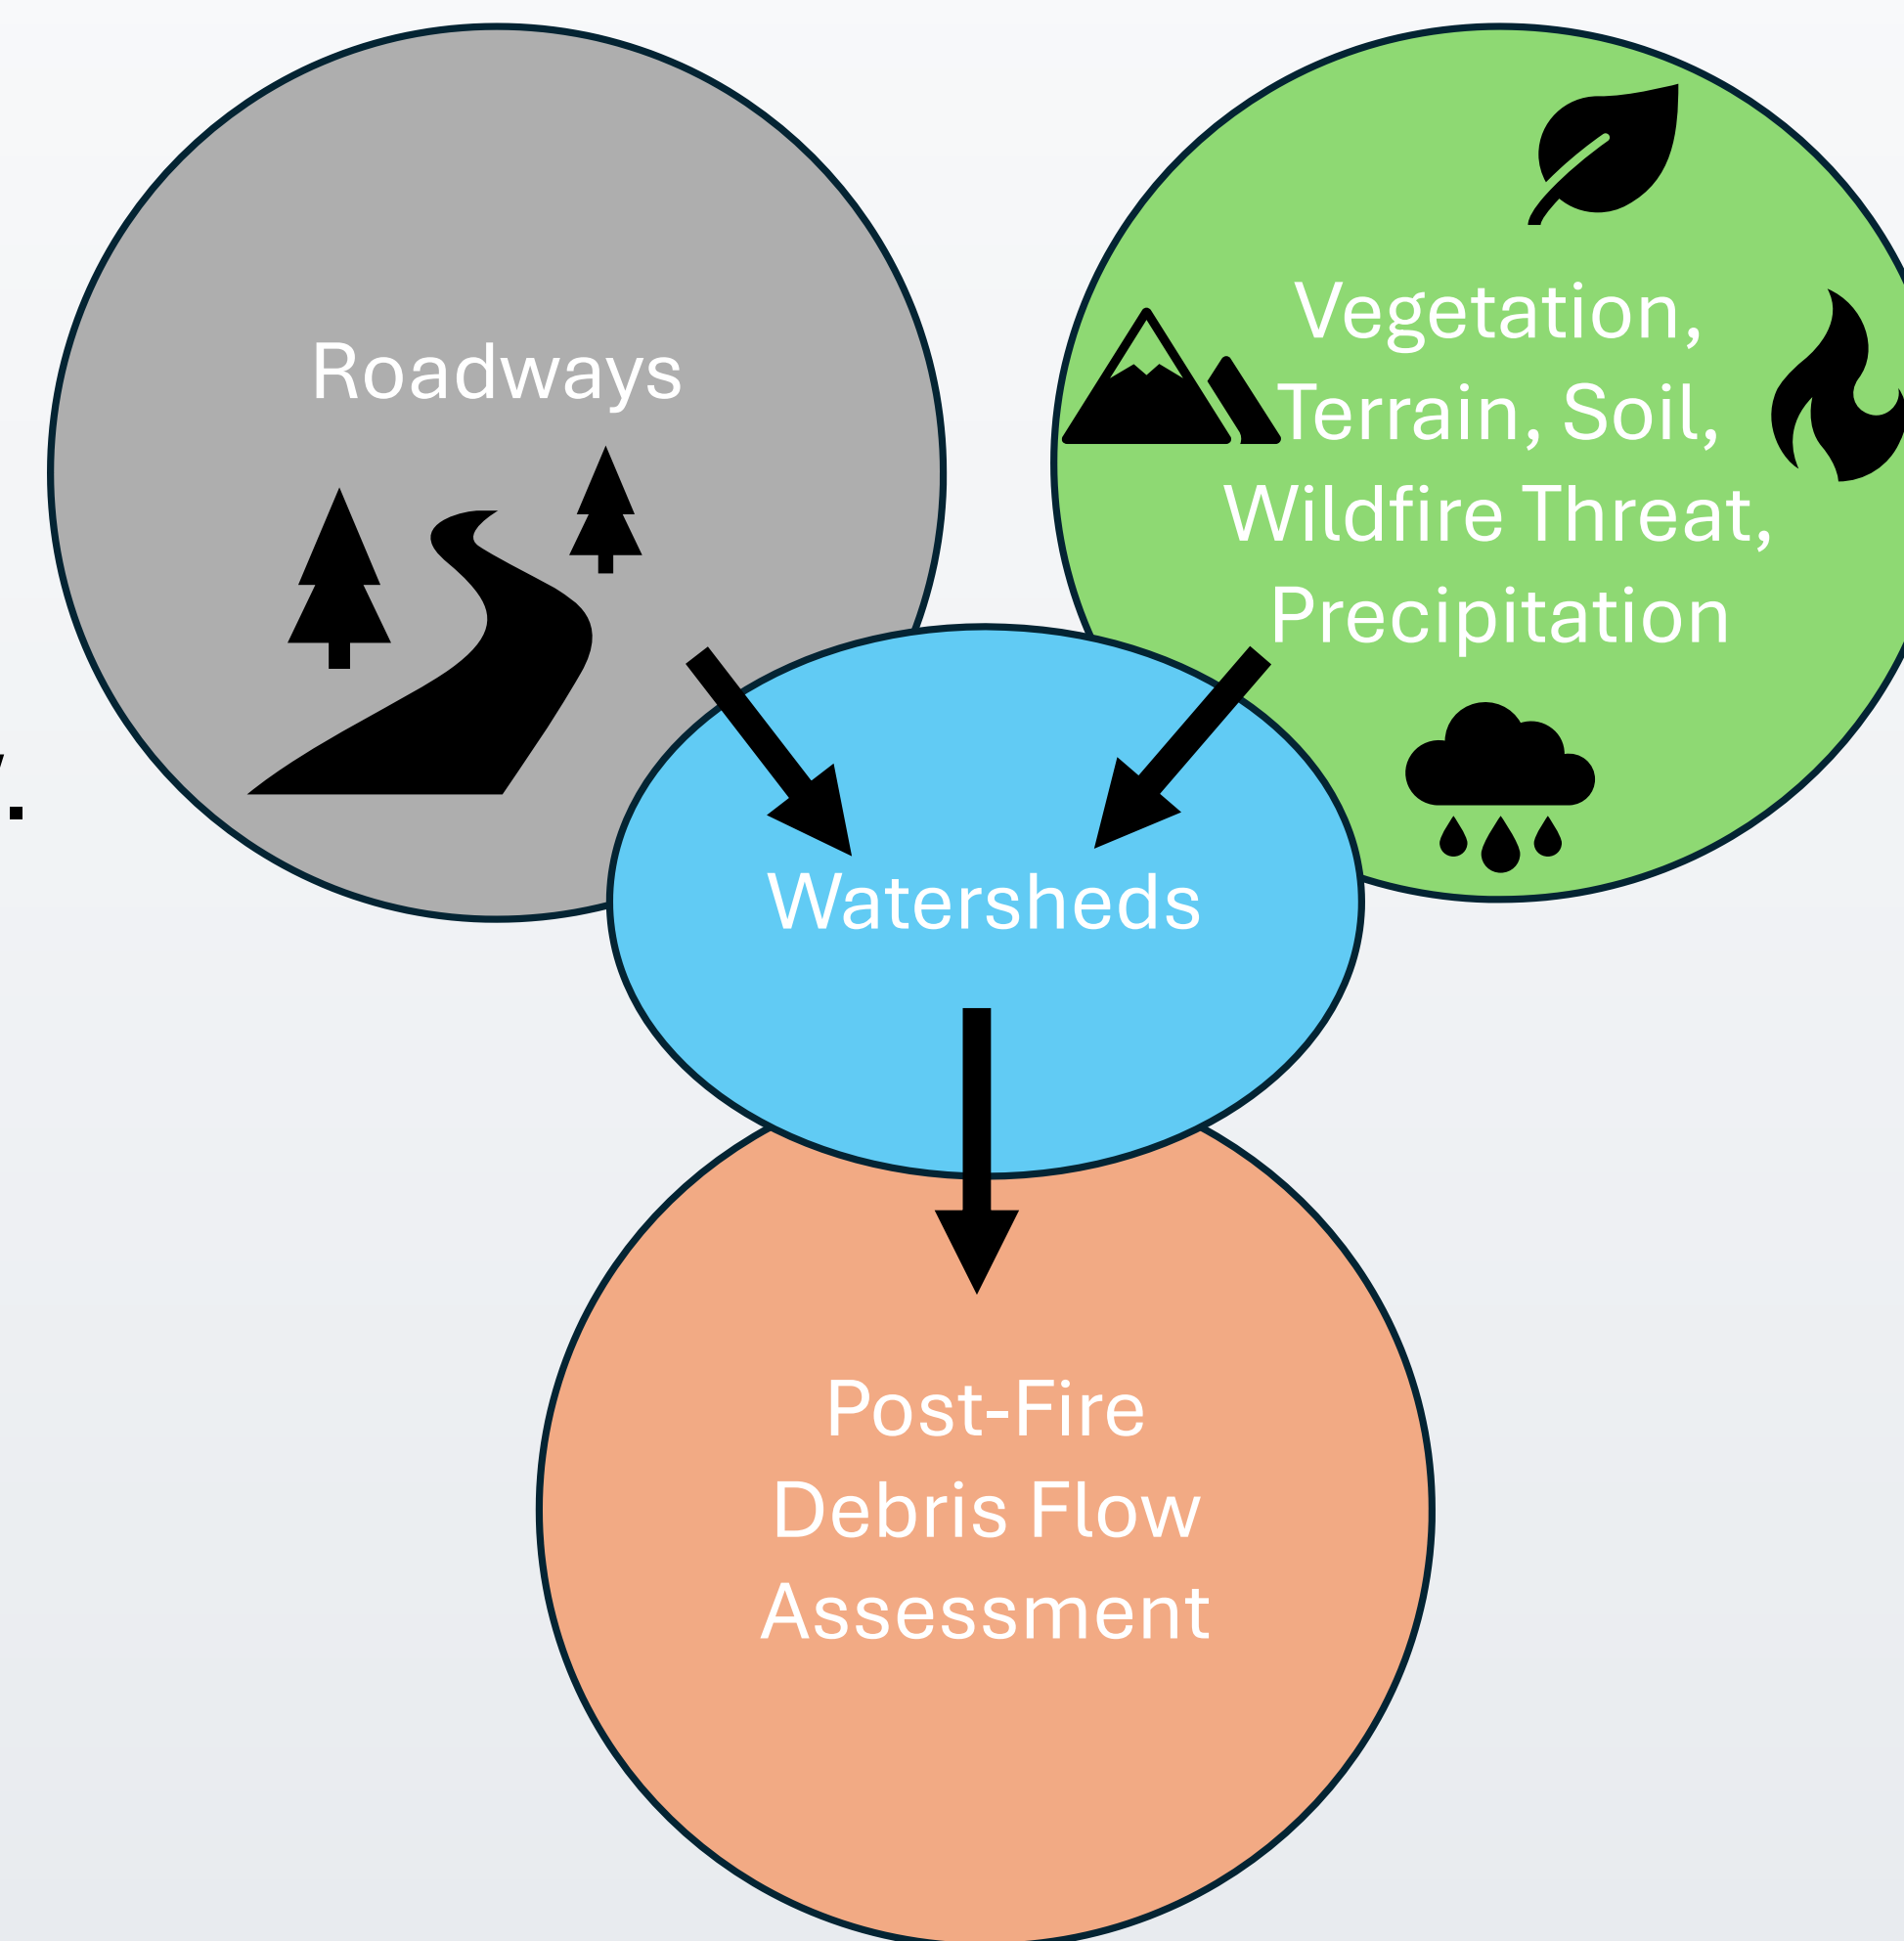 Roadways
Vegetation,
Terrain, Soil,
Wildfire Threat,
Precipitation
Watersheds
Post-Fire
Debris Flow
Assessment